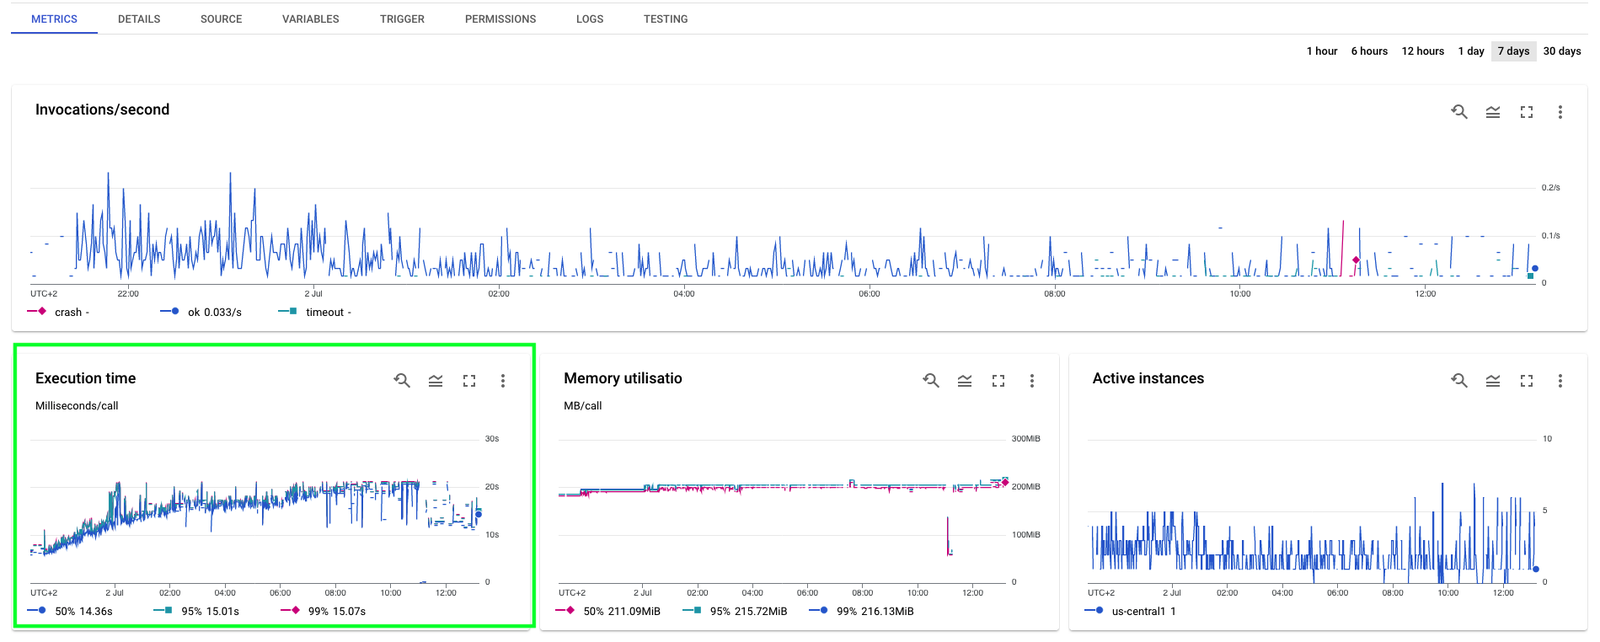 METRICS DETAILS SOURCE VARIABLES TRIGGER PERMISSIONS LOGS TESTING
1 hour 6 hours 12 hours 1 day 7 days 30 days
Invocations/second
0.2/s
0.1/s
0
UTC+2 22:00 2 Jul 02:00 04:00 06:00 08:00 10:00 12:00
crash - ok 0.033/s timeout -
Execution time
Milliseconds/call
30s
20s
10s
0
UTC+2 2 Jul 02:00 04:00 06:00 08:00 10:00 12:00
50% 14.36s 95% 15.01s 99% 15.07s
Memory utilisatio
MB/call
300MiB
200MiB
100MiB
0
UTC+2 2 Jul 02:00 04:00 06:00 08:00 10:00 12:00
50% 211.09MiB 95% 215.72MiB 99% 216.13MiB
Active instances
10
5
0
UTC+2 2 Jul 02:00 04:00 06:00 08:00 10:00 12:00
us-central1 1